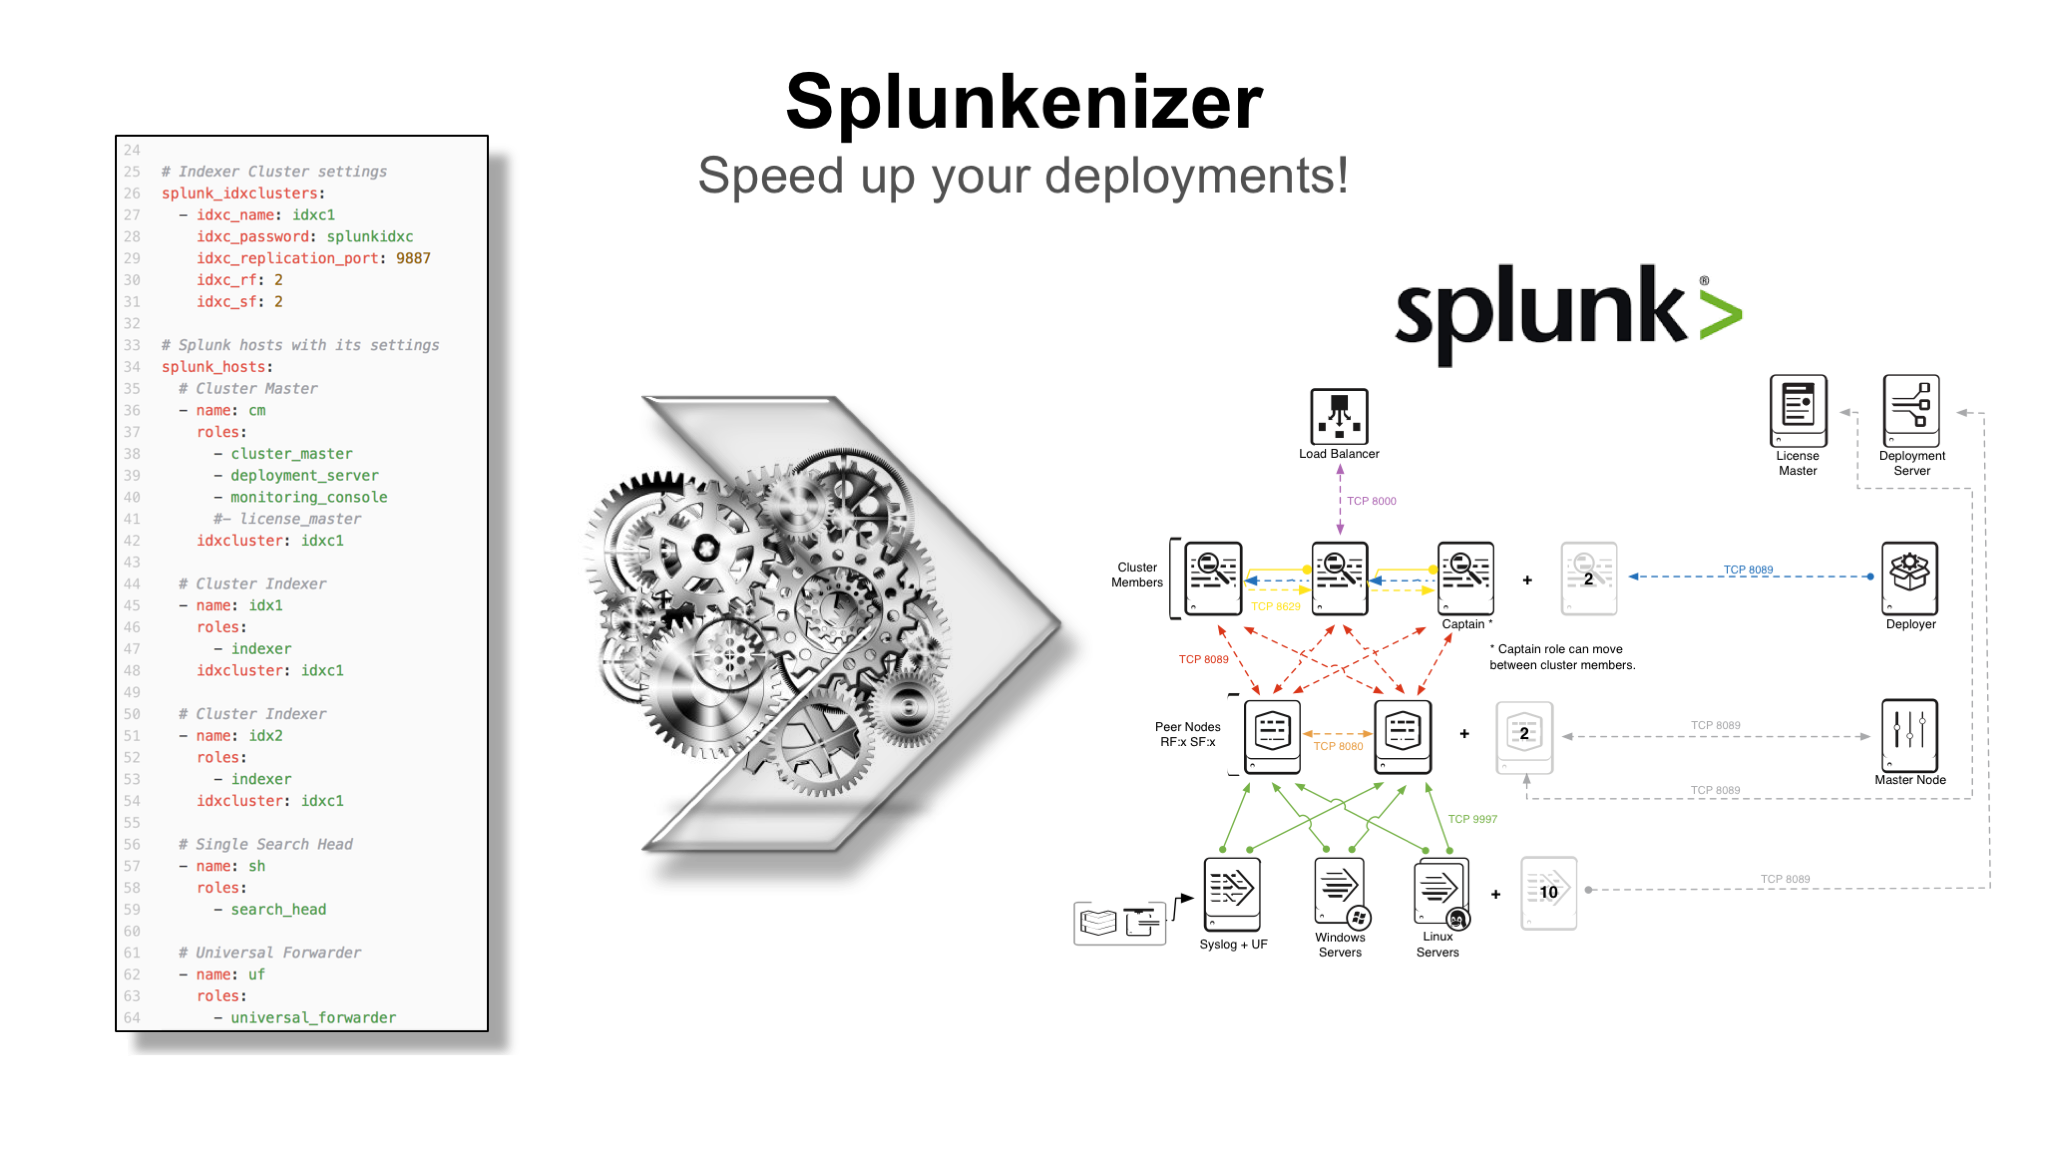 Splunkenizer
Speed up your deployments!
24
25 # Indexer Cluster settings
26 splunk_idxclusters:
27 - idxc_name: idxc1
28 idxc_password: splunkidxc
29 idxc_replication_port: 9887
30 idxc_rf: 2
31 idxc_sf: 2
32
33 # Splunk hosts with its settings
34 splunk_hosts:
35 # Cluster Master
36 - name: cm
37 roles:
38 - cluster_master
39 - deployment_server
40 - monitoring_console
41 #- license_master
42 idxcluster: idxc1
43
44 # Cluster Indexer
45 - name: idx1
46 roles:
47 - indexer
48 idxcluster: idxc1
49
50 # Cluster Indexer
51 - name: idx2
52 roles:
53 - indexer
54 idxcluster: idxc1
55
56 # Single Search Head
57 - name: sh
58 roles:
59 - search_head
60
61 # Universal Forwarder
62 - name: uf
63 roles:
64 - universal_forwarder
splunk>®
Load Balancer
License
Master
Deployment
Server
TCP 8000
Cluster
Members
TCP 8629
Captain *
+
2
TCP 8089
Deployer
* Captain role can move
between cluster members.
TCP 8089
Peer Nodes
RF:x SF:x
TCP 8080
+
2
TCP 8089
Master Node
TCP 8089
TCP 9997
Syslog + UF
Windows
Servers
Linux
Servers
+
10
TCP 8089